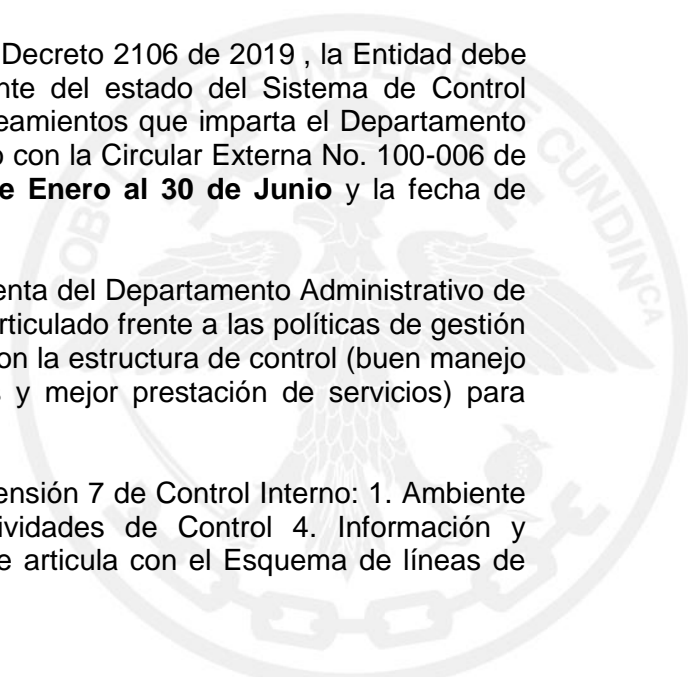 Decreto 2106 de 2019 , la Entidad debe
nte del estado del Sistema de Control
eamientos que imparta el Departamento
o con la Circular Externa No. 100-006 de
e Enero al 30 de Junio y la fecha de
enta del Departamento Administrativo de
rticulado frente a las políticas de gestión
on la estructura de control (buen manejo
s y mejor prestación de servicios) para
ensión 7 de Control Interno: 1. Ambiente
ividades de Control 4. Información y
e articula con el Esquema de líneas de